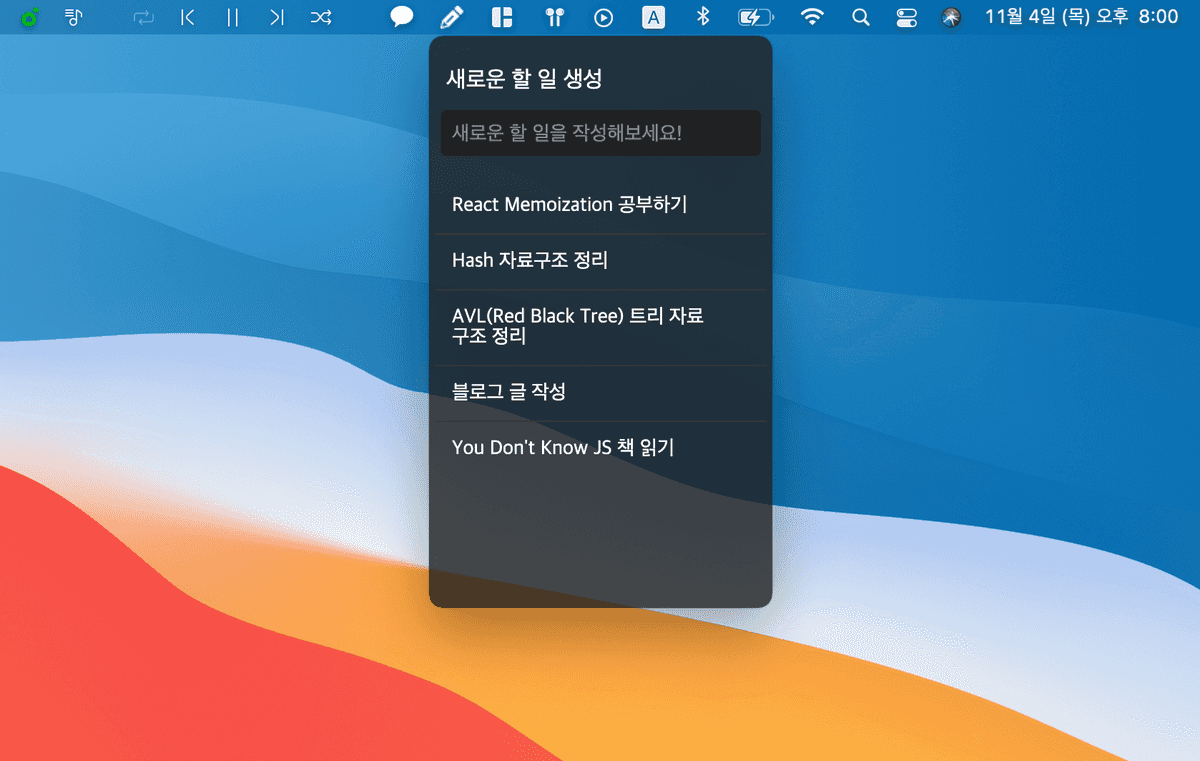 A
11월 4일 (목) 오후 8:00
새로운 할 일 생성
새로운 할 일을 작성해보세요!
React Memoization 공부하기
Hash 자료구조 정리
AVL(Red Black Tree) 트리 자료
구조 정리
블로그 글 작성
You Don't Know JS 책 읽기